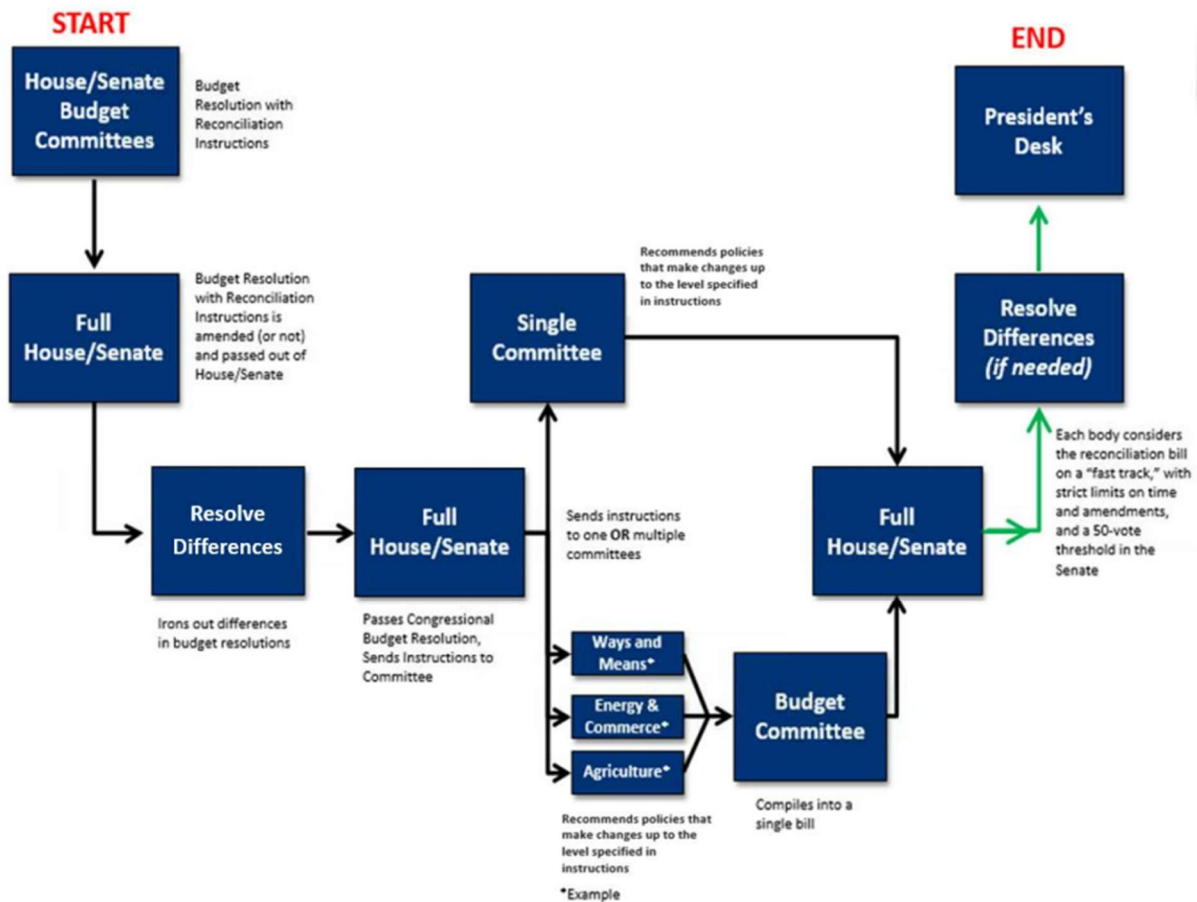 START
House/Senate
Budget
Committees
Budget
Resolution with
Reconciliation
Instructions
Full
House/Senate
Budget Resolution
with Reconciliation
Instructions is
amended (or not)
and passed out of
House/Senate
Resolve
Differences
Irons out differences
in budget resolutions
Full
House/Senate
Passes Congressional
Budget Resolution,
Sends Instructions to
Committee
Sends instructions
to one OR multiple
committees
Single
Committee
Recommends policies
that make changes up
to the level specified
in instructions
Ways and
Means*
Energy &
Commerce*
Agriculture*
Recommends policies that
make changes up to the
level specified in
instructions
*Example
Budget
Committee
Compiles into a
single bill
Full
House/Senate
Each body considers
the reconciliation bill
on a "fast track," with
strict limits on time
and amendments,
and a 50-vote
threshold in the
Senate
Resolve
Differences
(if needed)
END
President's
Desk